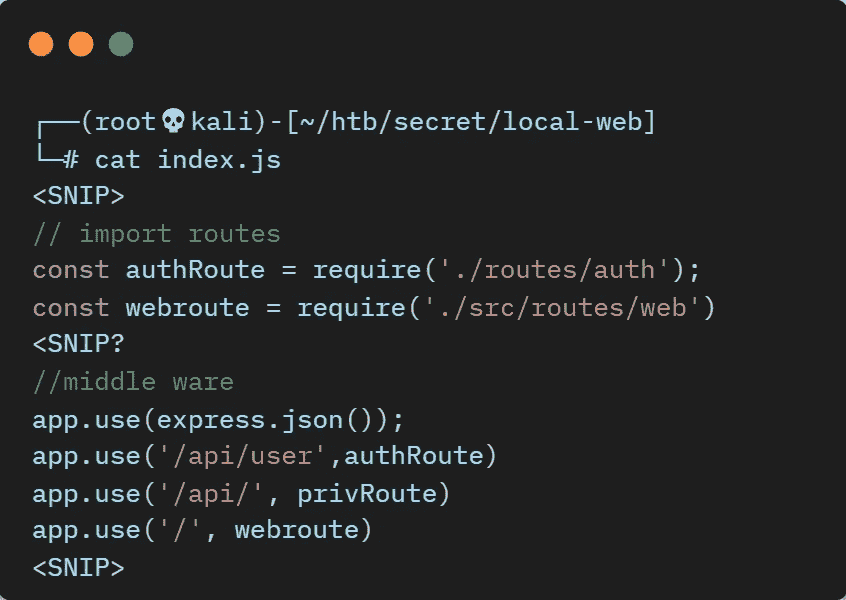 ┌──(root💀kali)-[~/htb/secret/local-web]
└─# cat index.js
<SNIP>
// import routes
const authRoute = require('./routes/auth');
const webroute = require('./src/routes/web')
<SNIP?
//middle ware
app.use(express.json());
app.use('/api/user',authRoute)
app.use('/api/', privRoute)
app.use('/', webroute)
<SNIP>